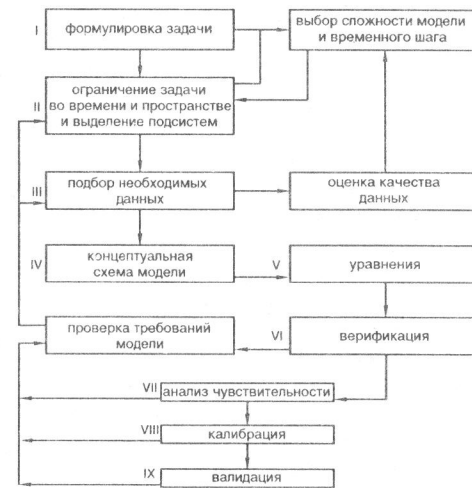 I
формулировка задачи
выбор сложности модели
и временного шага
II
ограничение задачи
во времени и пространстве
и выделение подсистем
III
подбор необходимых
данных
оценка качества
данных
IV
концептуальная
схема модели
V
уравнения
проверка требований
модели
VI
верификация
VII
анализ чувствительности
VIII
калибрация
IX
валидация